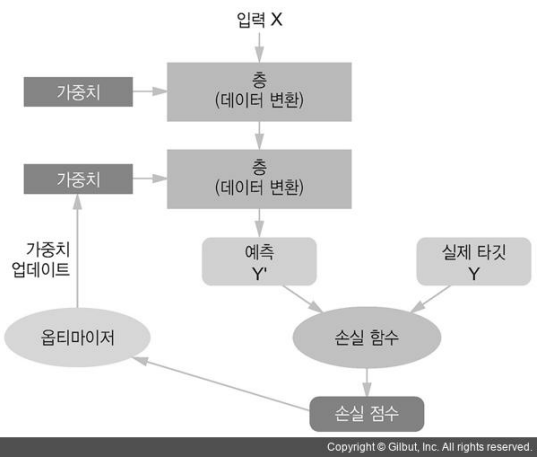 입력 X
가중치
층
(데이터 변환)
가중치
층
(데이터 변환)
가중치
업데이트
예측
Y'
실제 타깃
Y
옵티마이저
손실 함수
손실 점수
Copyright © Gilbut, Inc. All rights reserved.